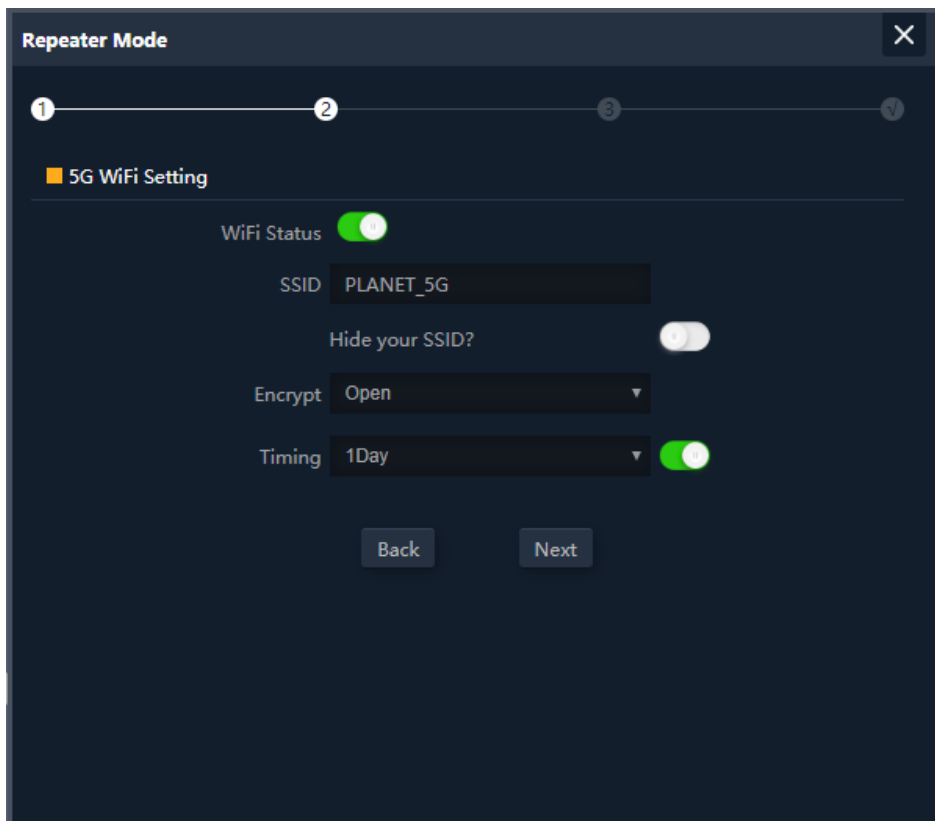 Repeater Mode
1 2 3 √
5G WiFi Setting
WiFi Status
SSID PLANET_5G
Hide your SSID?
Encrypt Open
Timing 1Day
Back Next